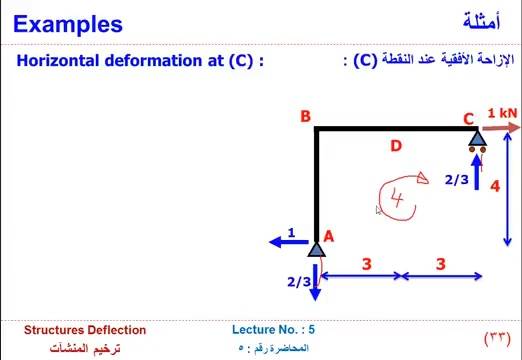 Examples
أمثلة
Horizontal deformation at (C) :
الإزاحة الأفقية عند النقطة (C) :
B
C
1 kN
D
2/3
4
4
1
A
3
3
2/3
Structures Deflection
Lecture No. : 5
ترخيم المنشآت
المحاضرة رقم : ٥
(٣٣)